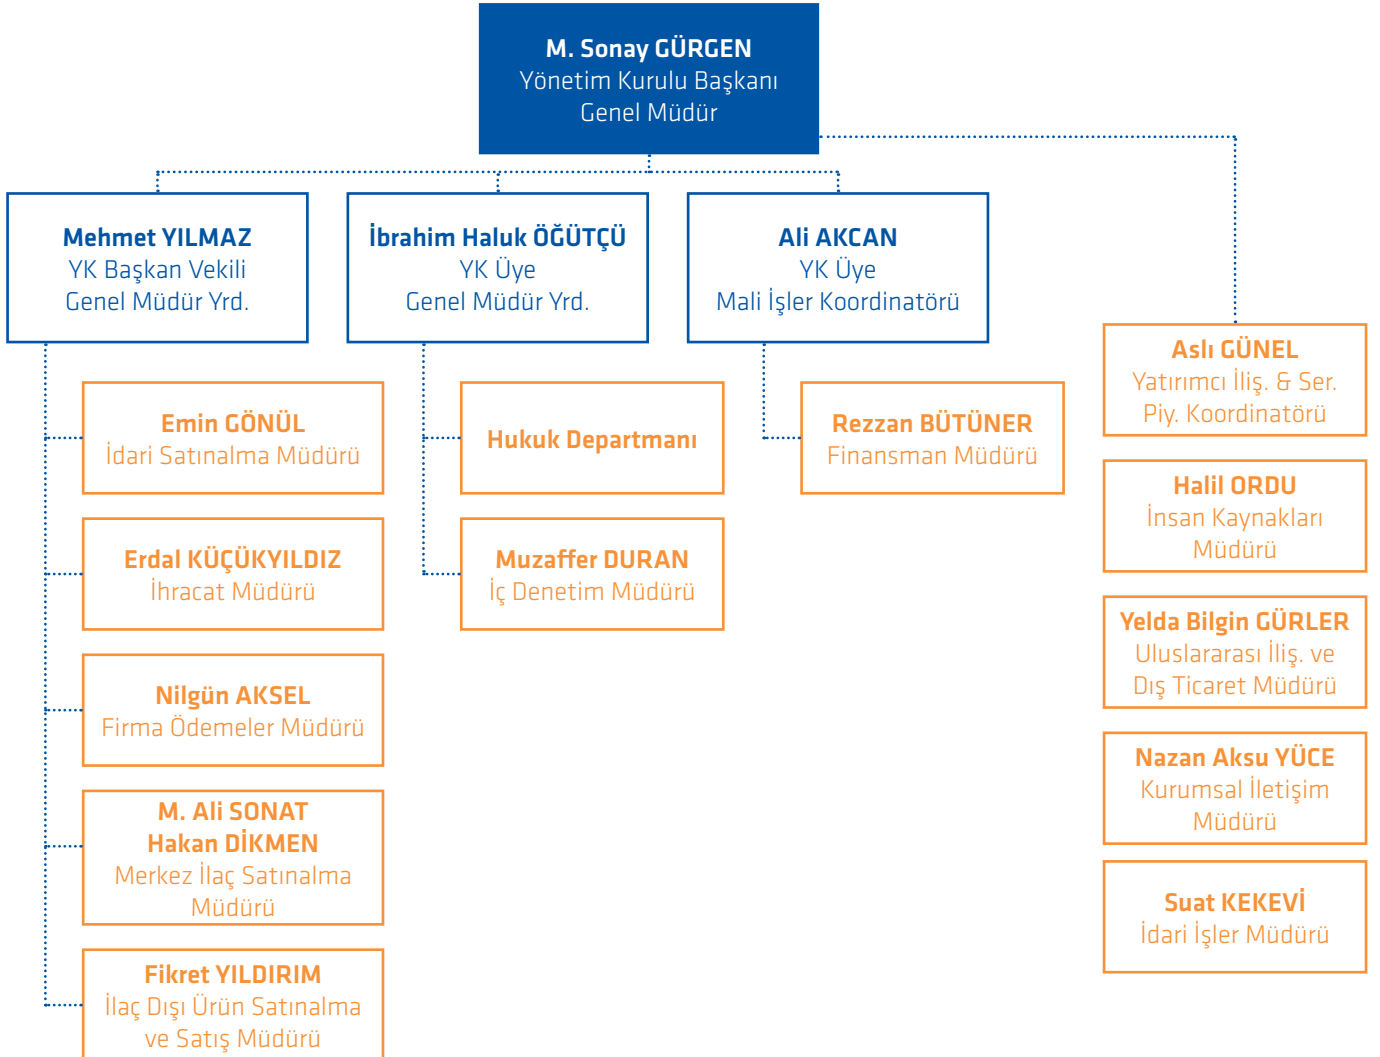 M. Sonay GÜRGEN
Yönetim Kurulu Başkanı
Genel Müdür
Mehmet YILMAZ
YK Başkan Vekili
Genel Müdür Yrd.
İbrahim Haluk ÖĞÜTÇÜ
YK Üye
Genel Müdür Yrd.
Ali AKCAN
YK Üye
Mali İşler Koordinatörü
Emin GÖNÜL
İdari Satınalma Müdürü
Erdal KÜÇÜKYILDIZ
İhracat Müdürü
Nilgün AKSEL
Firma Ödemeler Müdürü
M. Ali SONAT
Hakan DİKMEN
Merkez İlaç Satınalma
Müdürü
Fikret YILDIRIM
İlaç Dışı Ürün Satınalma
ve Satış Müdürü
Hukuk Departmanı
Muzaffer DURAN
İç Denetim Müdürü
Rezzan BÜTÜNER
Finansman Müdürü
Aslı GÜNEL
Yatırımcı İliş. & Ser.
Piy. Koordinatörü
Halil ORDU
İnsan Kaynakları
Müdürü
Yelda Bilgin GÜRLER
Uluslararası İliş. ve
Dış Ticaret Müdürü
Nazan Aksu YÜCE
Kurumsal İletişim
Müdürü
Suat KEKEVİ
İdari İşler Müdürü